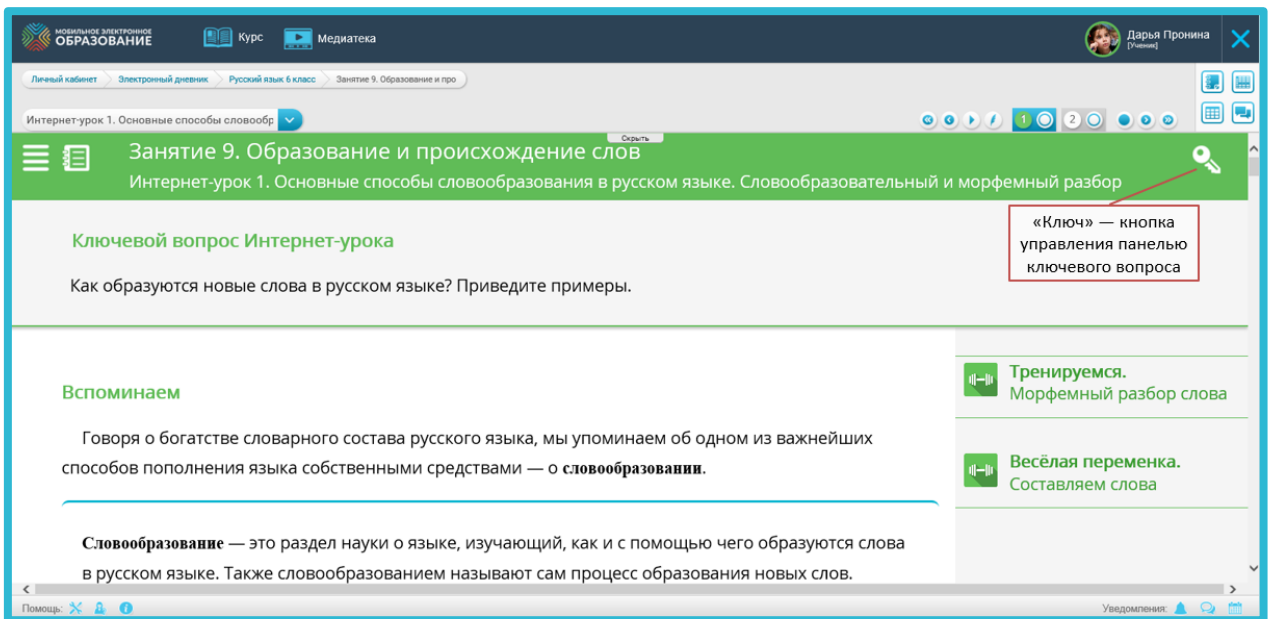 МОБИЛЬНОЕ ЭЛЕКТРОННОЕ
ОБРАЗОВАНИЕ
Курс
Медиатека
Дарья Пронина
[Ученик]
Личный кабинет
Электронный дневник
Русский язык 6 класс
Занятие 9. Образование и про
Интернет-урок 1. Основные способы словообр
1
2
Скрыть
Занятие 9. Образование и происхождение слов
Интернет-урок 1. Основные способы словообразования в русском языке. Словообразовательный и морфемный разбор
«Ключ» — кнопка
управления панелью
ключевого вопроса
Ключевой вопрос Интернет-урока
Как образуются новые слова в русском языке? Приведите примеры.
Вспоминаем
Говоря о богатстве словарного состава русского языка, мы упоминаем об одном из важнейших
способов пополнения языка собственными средствами — о словообразовании.
Словообразование — это раздел науки о языке, изучающий, как и с помощью чего образуются слова
в русском языке. Также словообразованием называют сам процесс образования новых слов.
Тренируемся.
Морфемный разбор слова
Весёлая переменка.
Составляем слова
Помощь:
Уведомления: